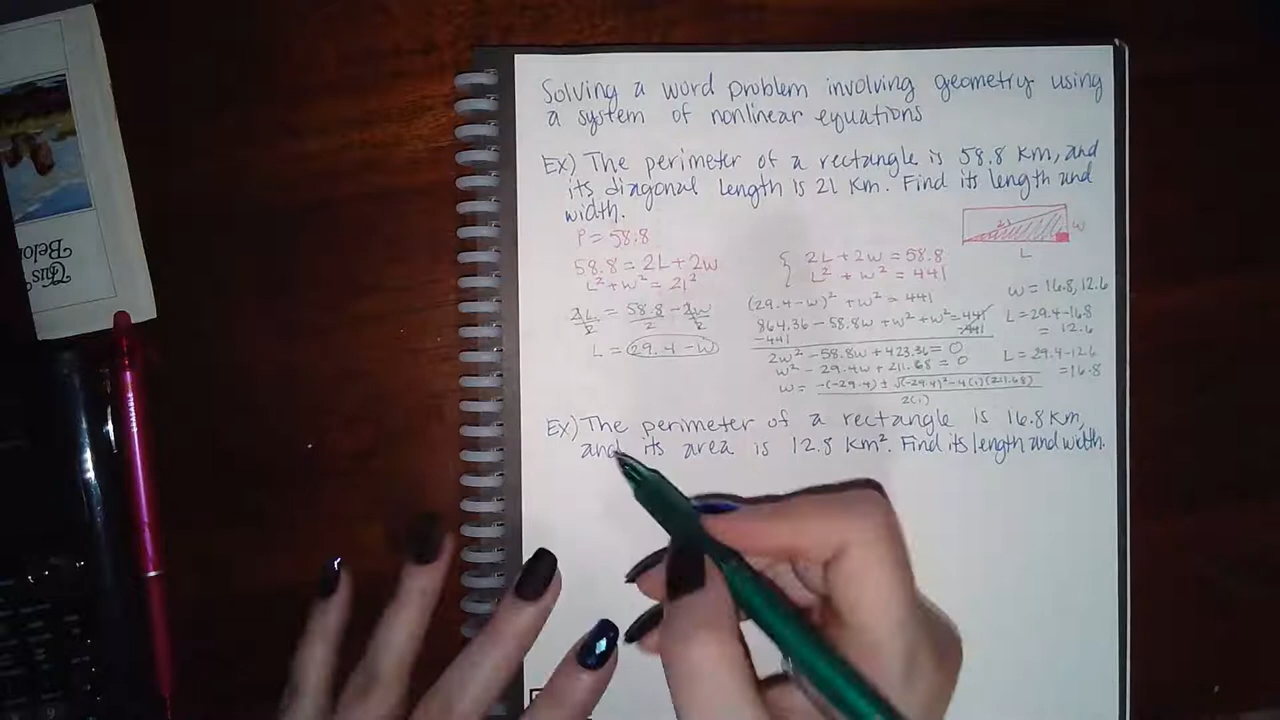 Solving a word problem involving geometry using
a system of nonlinear equations
Ex) The perimeter of a rectangle is 58.8 km, and
its diagonal length is 21 km. Find its length and
width.
P = 58.8
58.8 = 2L + 2w
L² + w² = 21²
2L/2 = 58.8/2 - 2w/2
L = 29.4 - w
{ 2L + 2w = 58.8
L² + w² = 441
(29.4 - w)² + w² = 441
864.36 - 58.8w + w² + w² = 441
-441 -441
2w² - 58.8w + 423.36 = 0
w² - 29.4w + 211.68 = 0
w = -(-29.4) ± √(-29.4)² - 4(1)(211.68)
2(1)
21
w
L
w = 16.8, 12.6
L = 29.4 - 16.8
= 12.6
L = 29.4 - 12.6
= 16.8
Ex) The perimeter of a rectangle is 16.8 km,
and its area is 12.8 km². Find its length and width.
This
Belo